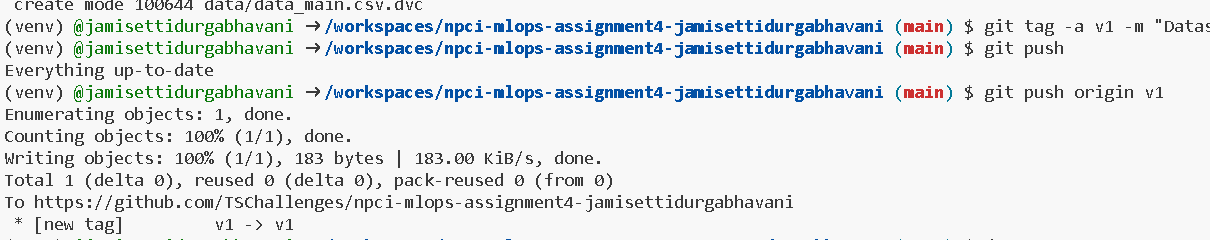 create mode 100644 data/data_main.csv.dvc
(venv) @jamisettidurgabhavani ➜/workspaces/npci-mlops-assignment4-jamisettidurgabhavani (main) $ git tag -a v1 -m "Datas
(venv) @jamisettidurgabhavani ➜/workspaces/npci-mlops-assignment4-jamisettidurgabhavani (main) $ git push
Everything up-to-date
(venv) @jamisettidurgabhavani ➜/workspaces/npci-mlops-assignment4-jamisettidurgabhavani (main) $ git push origin v1
Enumerating objects: 1, done.
Counting objects: 100% (1/1), done.
Writing objects: 100% (1/1), 183 bytes | 183.00 KiB/s, done.
Total 1 (delta 0), reused 0 (delta 0), pack-reused 0 (from 0)
To https://github.com/TSChallenges/npci-mlops-assignment4-jamisettidurgabhavani
 * [new tag]         v1 -> v1